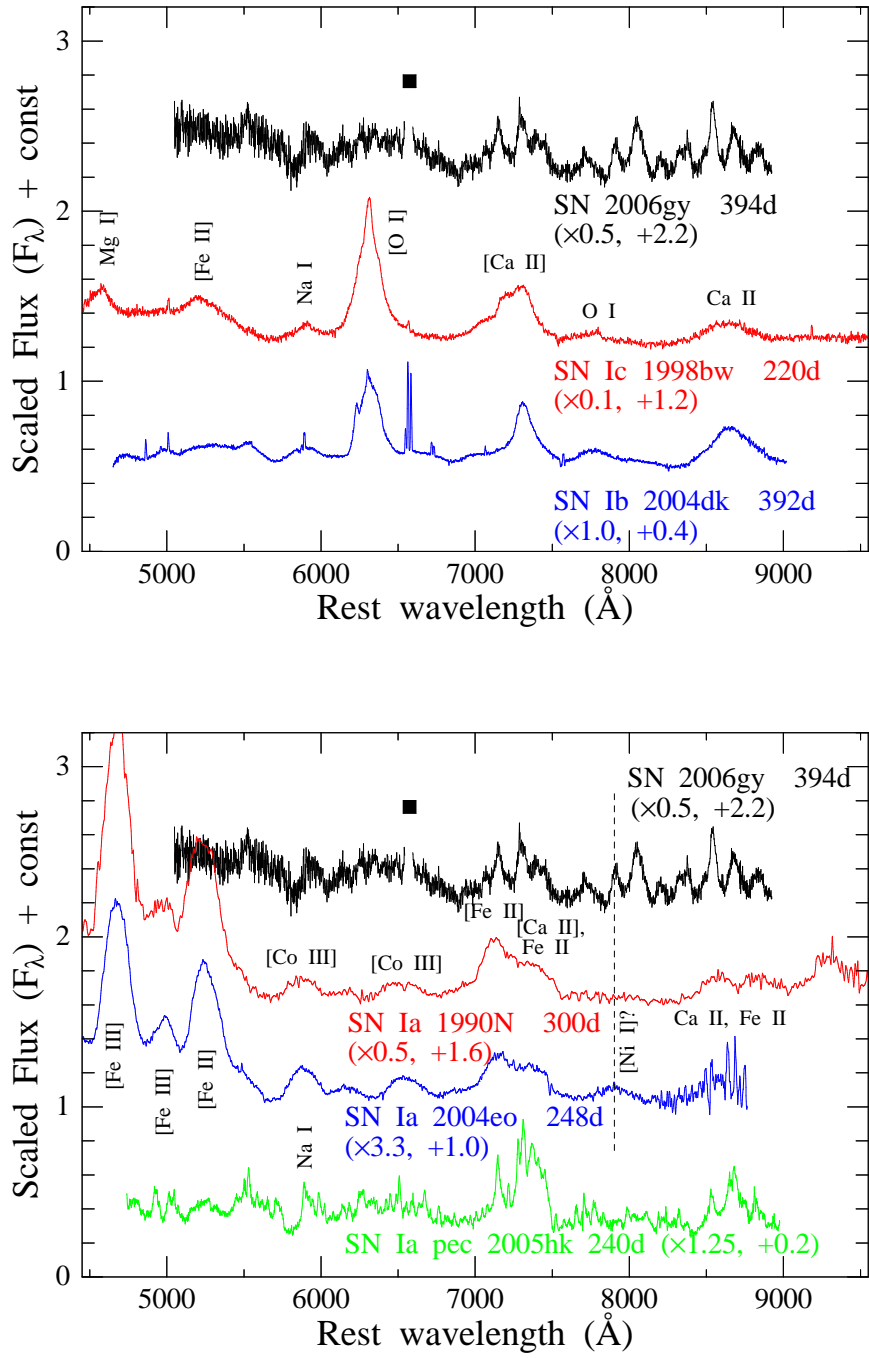 3
2
1
0
Scaled Flux (Fλ) + const
SN 2006gy 394d
(×0.5, +2.2)
Mg I]
[Fe II]
Na I
[O I]
[Ca II]
O I
Ca II
SN Ic 1998bw 220d
(×0.1, +1.2)
SN Ib 2004dk 392d
(×1.0, +0.4)
5000 6000 7000 8000 9000
Rest wavelength (Å)
3
2
1
0
Scaled Flux (Fλ) + const
SN 2006gy 394d
(×0.5, +2.2)
[Fe II]
[Ca II],
Fe II
[Co III]
[Co III]
SN Ia 1990N 300d
(×0.5, +1.6)
[Ni I]?
Ca II, Fe II
[Fe III]
[Fe III]
[Fe II]
SN Ia 2004eo 248d
(×3.3, +1.0)
Na I
SN Ia pec 2005hk 240d (×1.25, +0.2)
5000 6000 7000 8000 9000
Rest wavelength (Å)